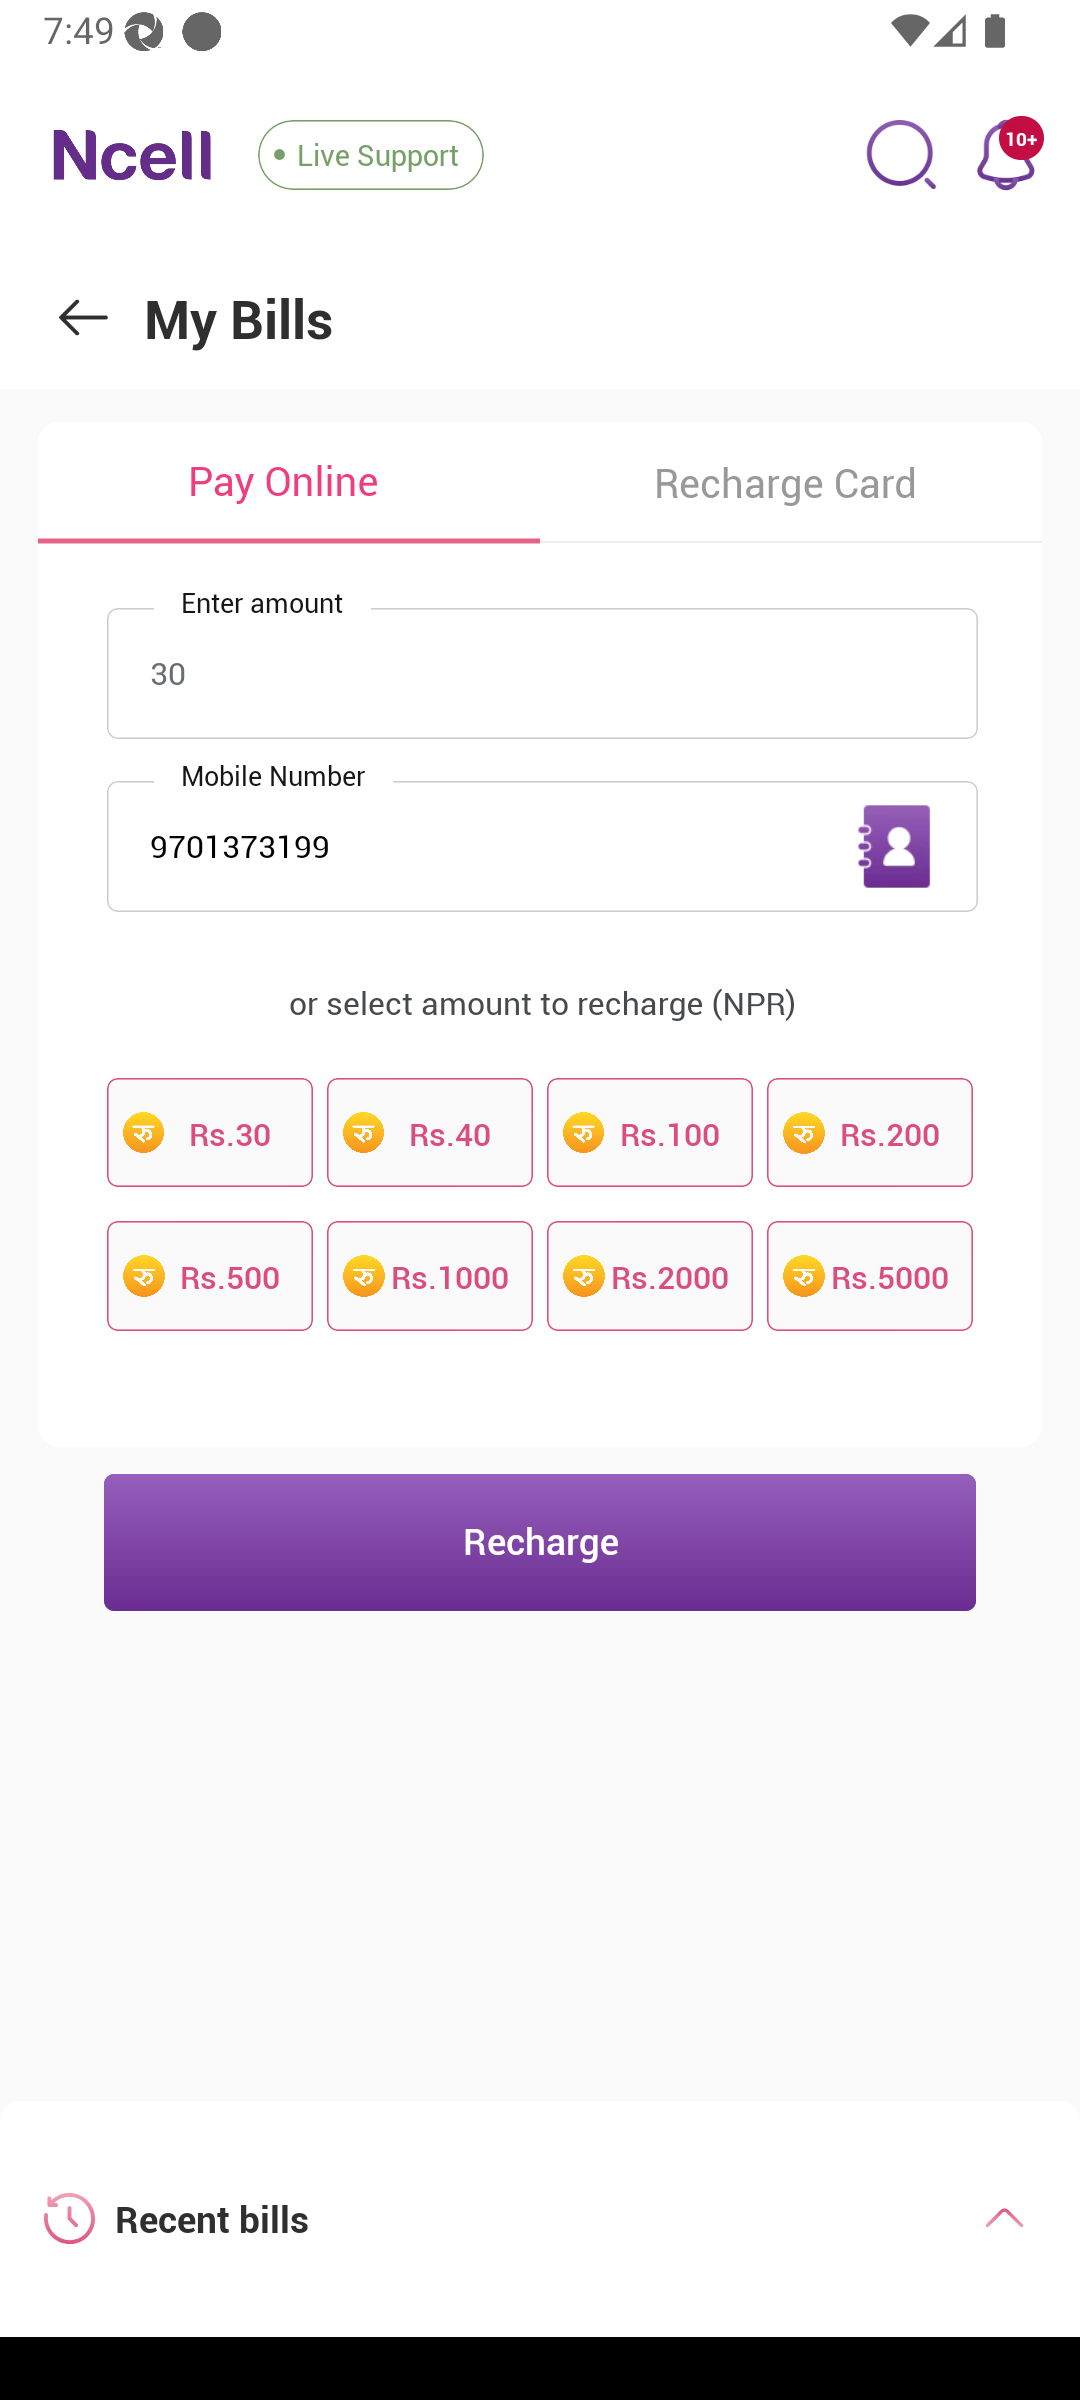 7:49
Ncell
Live Support
10+
My Bills
Pay Online
Recharge Card
Enter amount
30
Mobile Number
9701373199
or select amount to recharge (NPR)
रु Rs.30
रु Rs.40
रु Rs.100
रु Rs.200
रु Rs.500
रु Rs.1000
रु Rs.2000
रु Rs.5000
Recharge
Recent bills